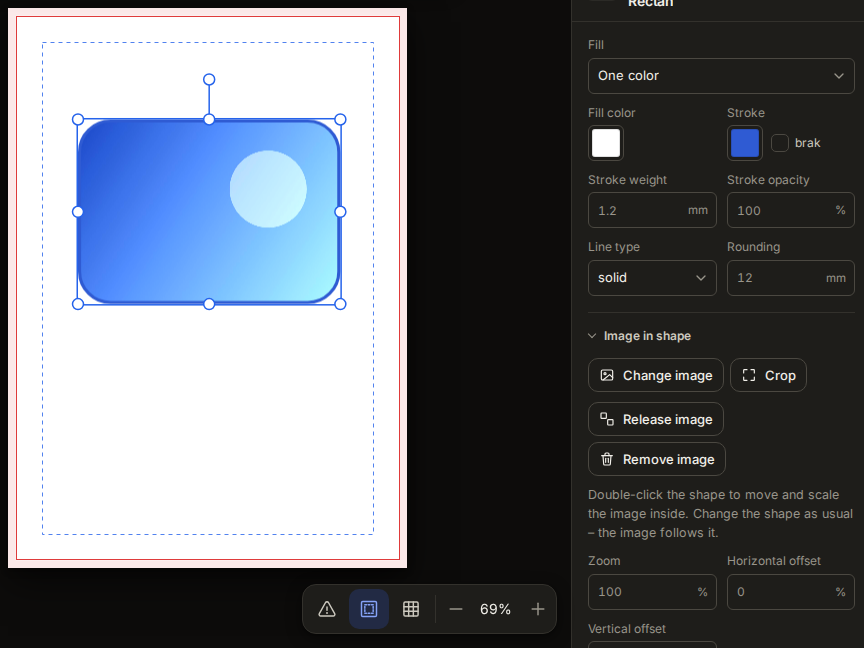 Rectan
Fill
One color
Fill color
Stroke
brak
Stroke weight
Stroke opacity
1.2 mm
100 %
Line type
Rounding
solid
12 mm
Image in shape
Change image
Crop
Release image
Remove image
Double-click the shape to move and scale
the image inside. Change the shape as usual
– the image follows it.
Zoom
Horizontal offset
100 %
0 %
Vertical offset
69%